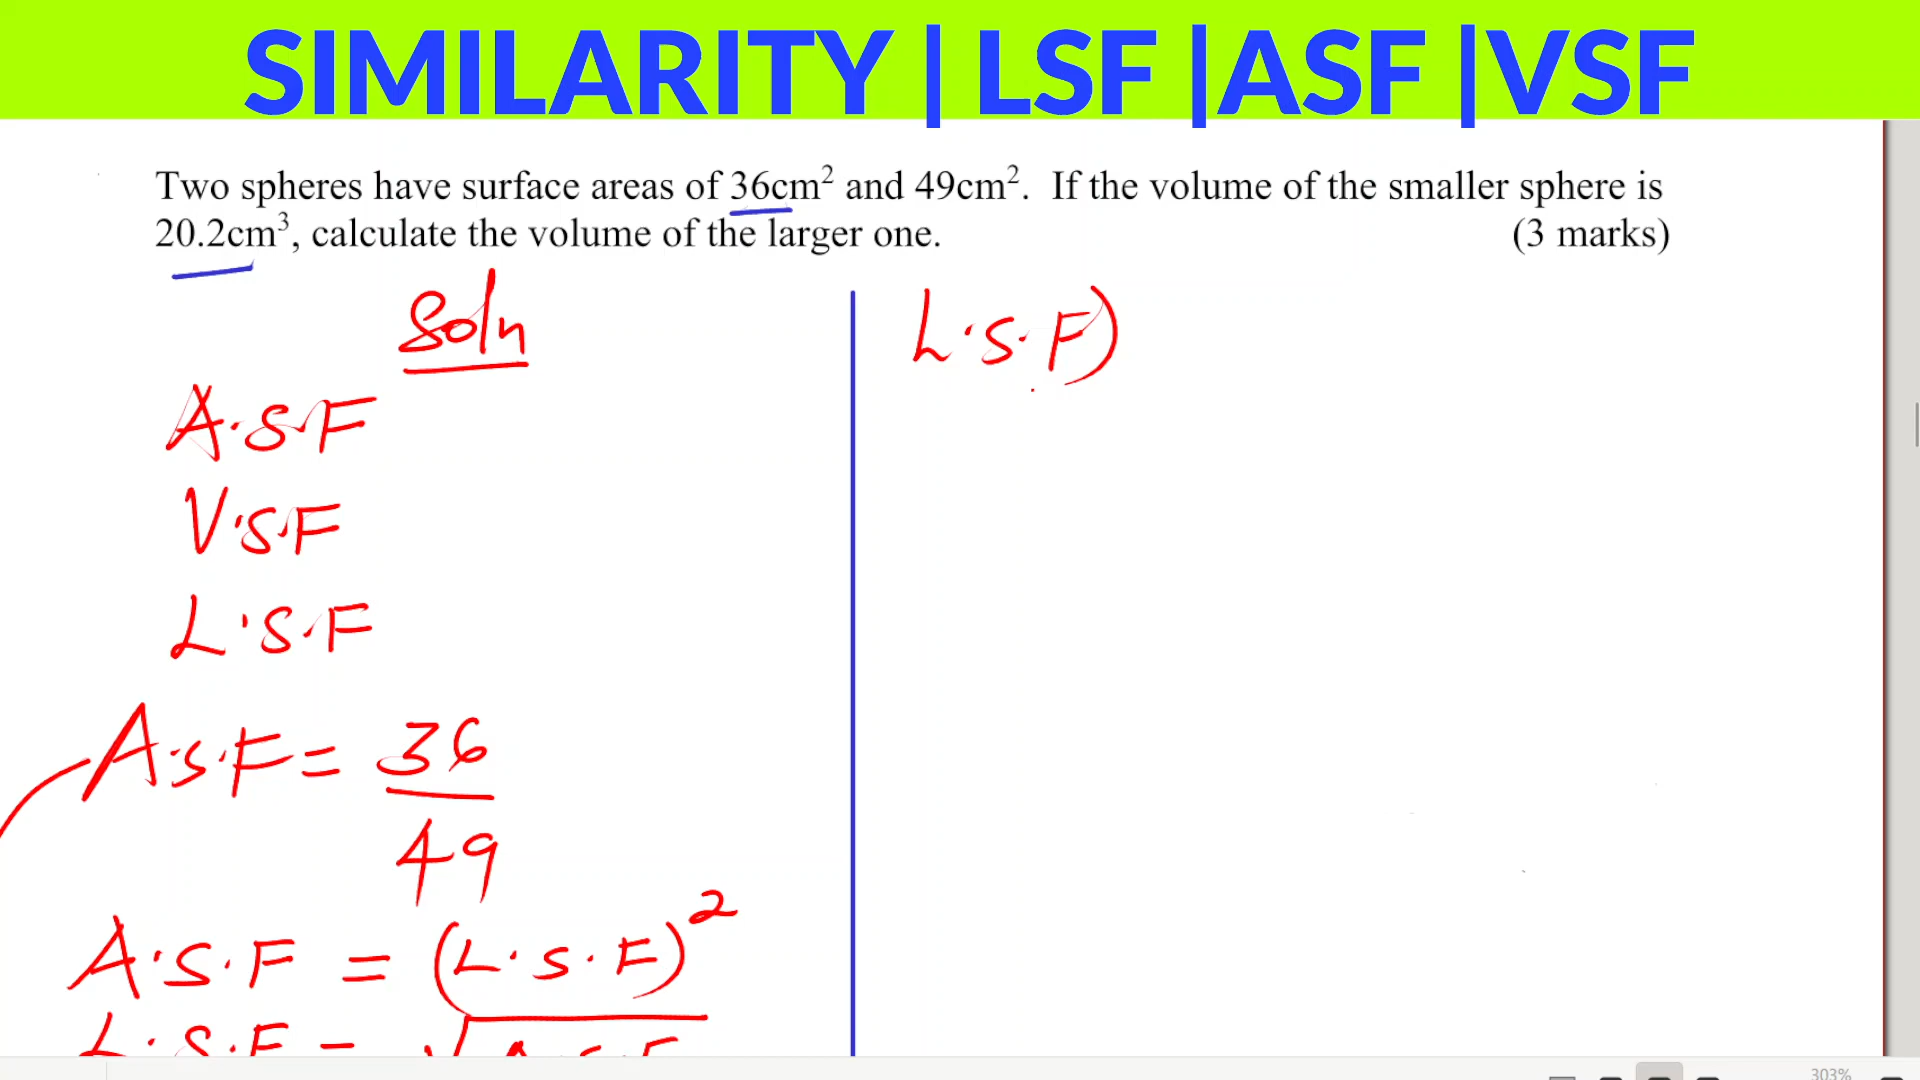 SIMILARITY | LSF |ASF |VSF
Two spheres have surface areas of 36cm² and 49cm². If the volume of the smaller sphere is
20.2cm³, calculate the volume of the larger one. (3 marks)
Soln
A.S.F
V.S.F
L.S.F
A.S.F = 36
49
A.S.F = (L.S.F)²
L.S.F = √A.S.F
L.S.F)
303%